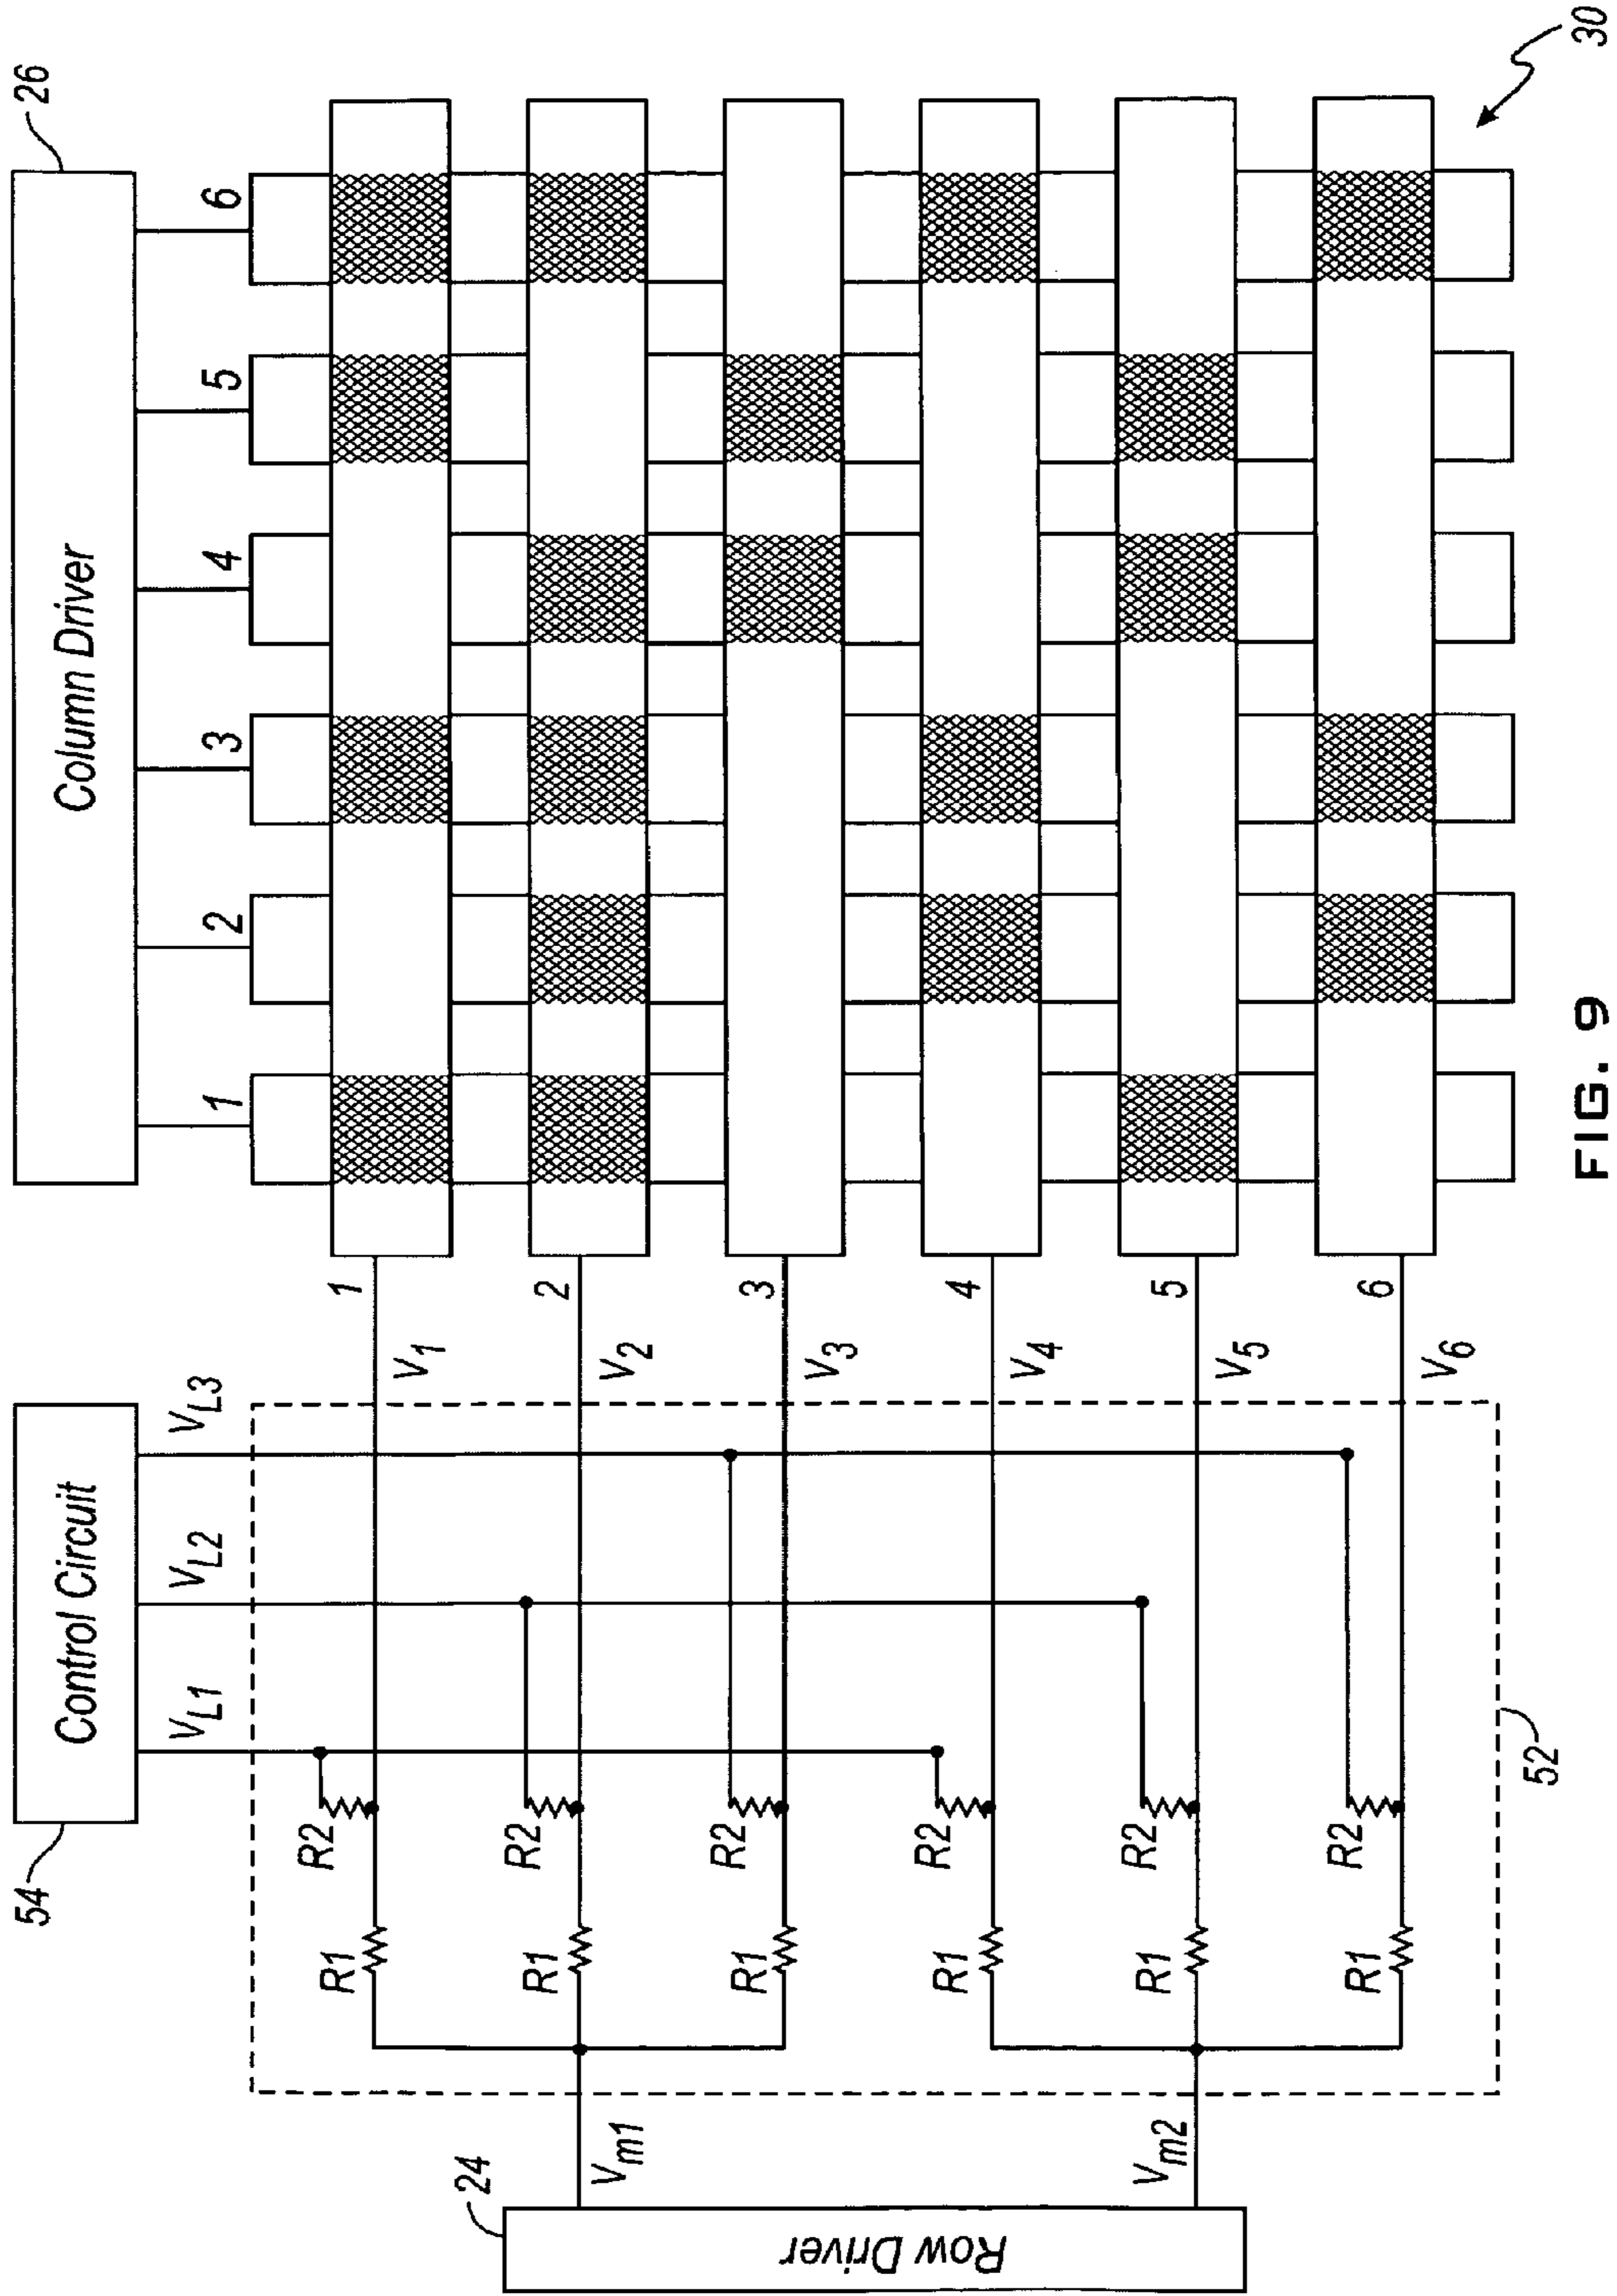 Column Driver
26
1
2
3
4
5
6
Control Circuit
54
V_L1
V_L2
V_L3
R1
R2
V_1
1
R1
R2
V_2
2
R1
R2
V_3
3
R1
R2
V_4
4
R1
R2
V_5
5
R1
R2
V_6
6
Row Driver
24
V_m1
V_m2
52
30
FIG. 9